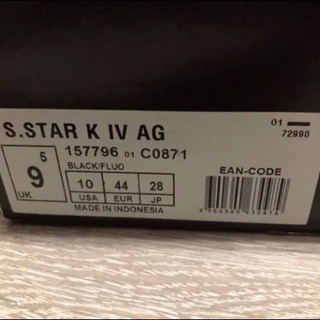 S.STAR K IV AG
01
72990
157796 01 C0871
BLACK/FLUO
9 5
UK
10 44 28
USA EUR JP
MADE IN INDONESIA
EAN-CODE